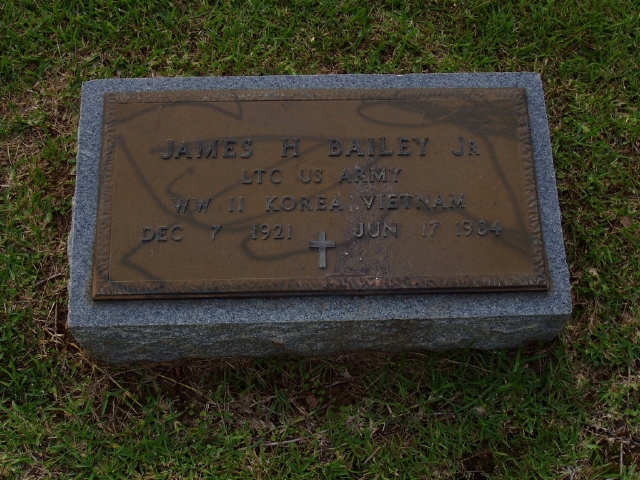 JAMES H BAILEY JR
LTC US ARMY
WW II KOREA VIETNAM
DEC 7 1921 JUN 17 1984